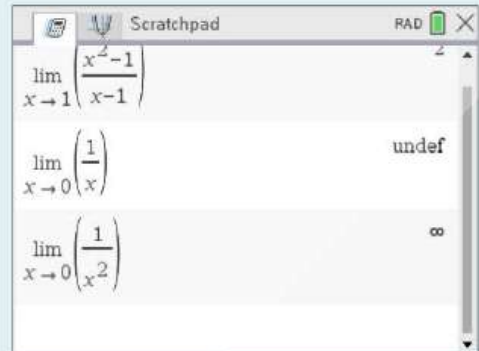 Scratchpad RAD
lim x→1 (x²−1 / x−1) 2
lim x→0 (1 / x) undef
lim x→0 (1 / x²) ∞